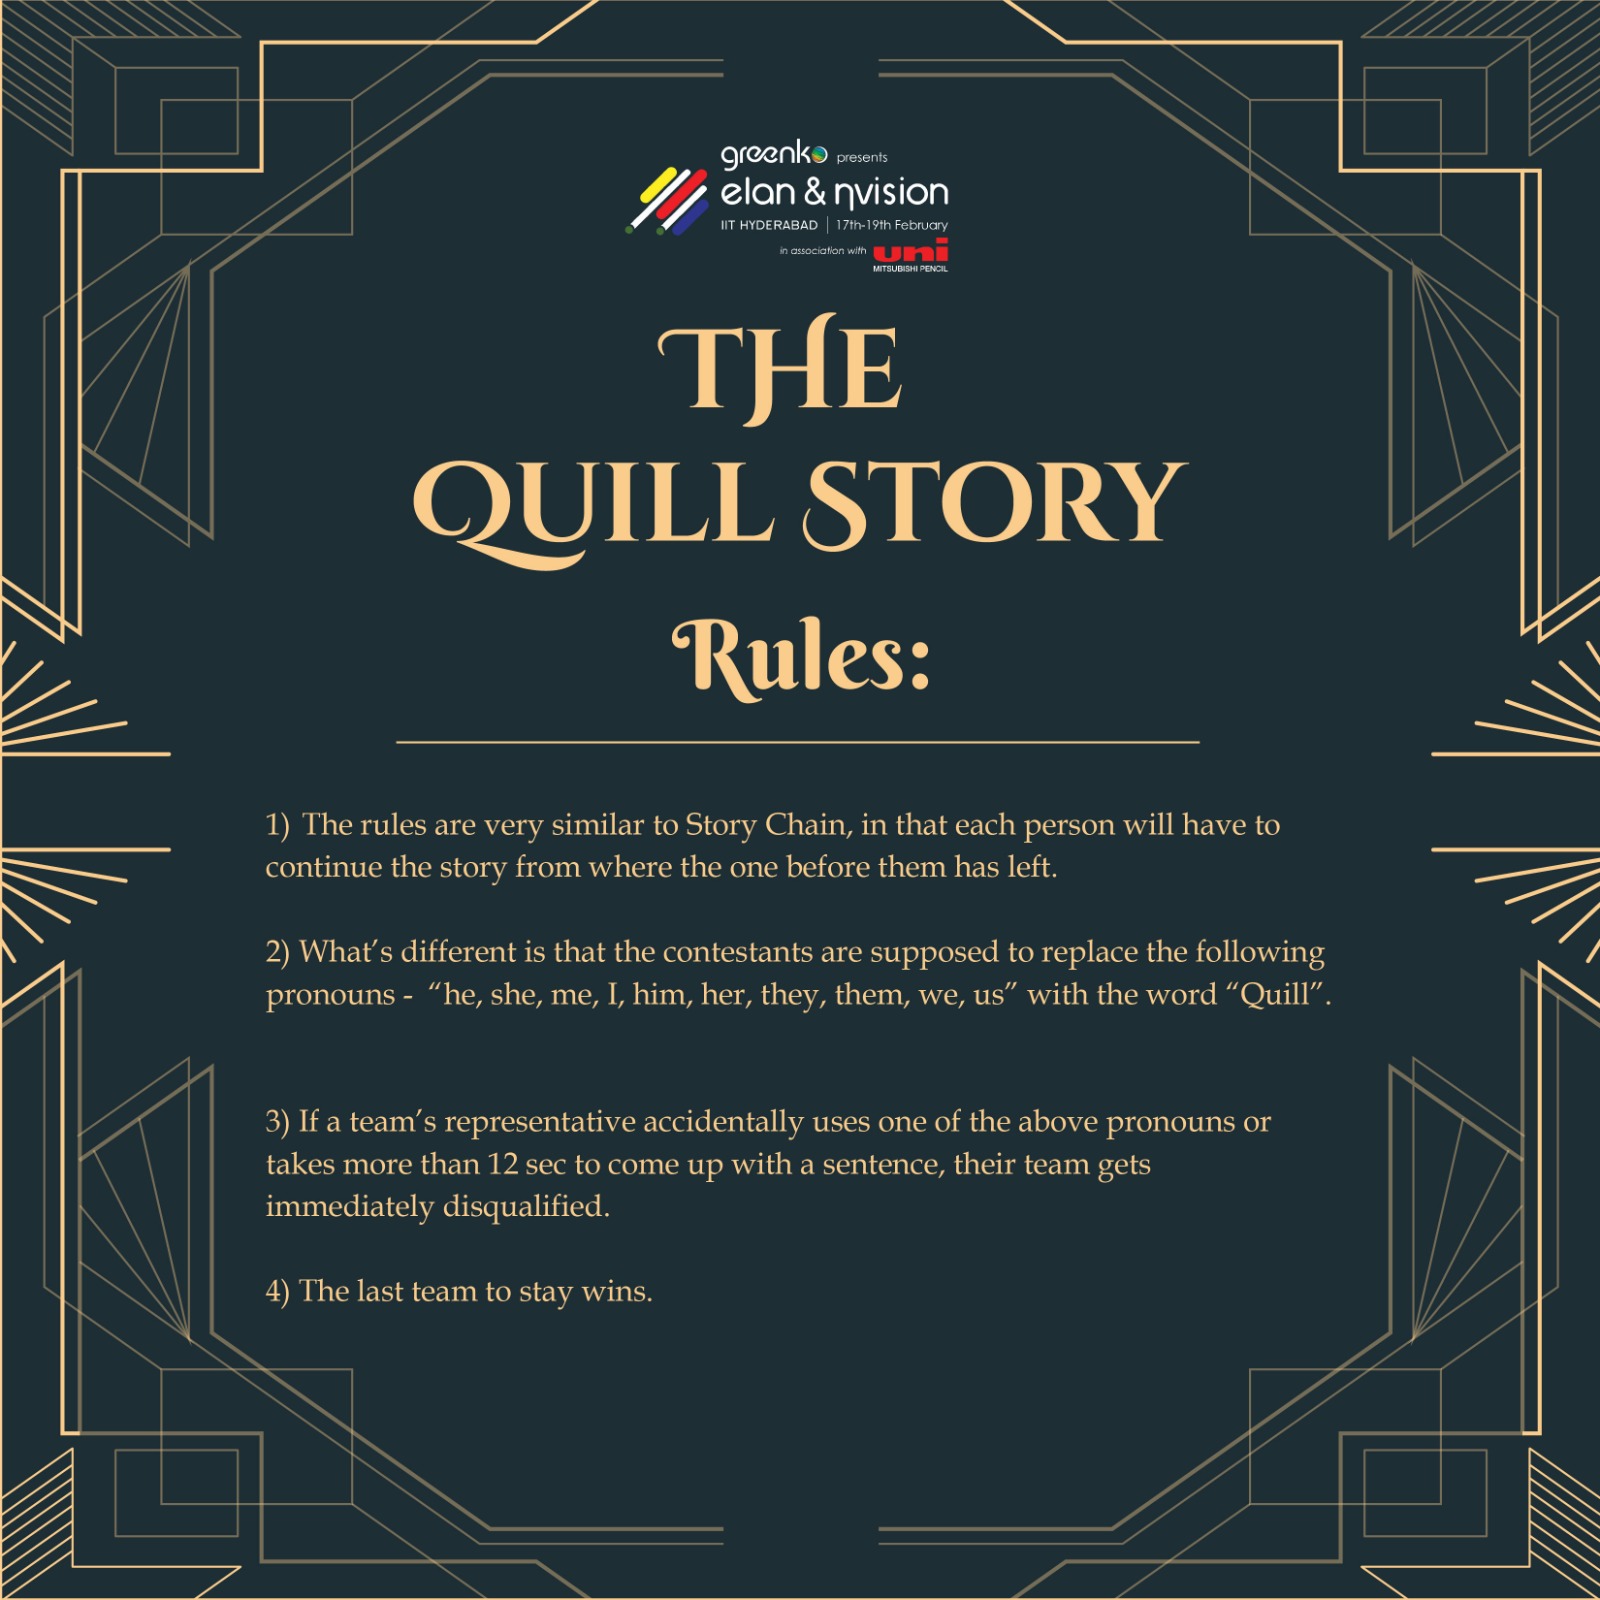 greenko presents
elan & ηvision
IIT HYDERABAD | 17th-19th February
in association with uni
MITSUBISHI PENCIL
THE
QUILL STORY
Rules:
1) The rules are very similar to Story Chain, in that each person will have to
continue the story from where the one before them has left.
2) What’s different is that the contestants are supposed to replace the following
pronouns - “he, she, me, I, him, her, they, them, we, us” with the word “Quill”.
3) If a team’s representative accidentally uses one of the above pronouns or
takes more than 12 sec to come up with a sentence, their team gets
immediately disqualified.
4) The last team to stay wins.